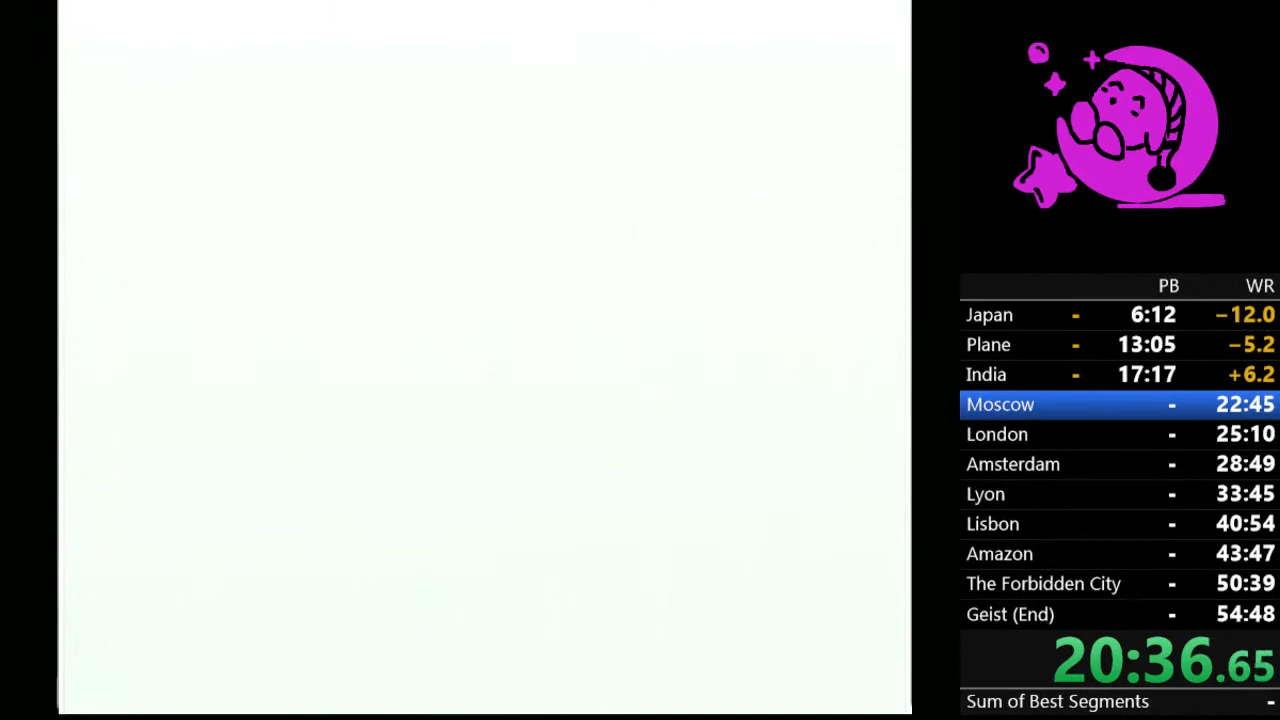 PB WR
Japan - 6:12 −12.0
Plane - 13:05 −5.2
India - 17:17 +6.2
Moscow - 22:45
London - 25:10
Amsterdam - 28:49
Lyon - 33:45
Lisbon - 40:54
Amazon - 43:47
The Forbidden City - 50:39
Geist (End) - 54:48
20:36.65
Sum of Best Segments -